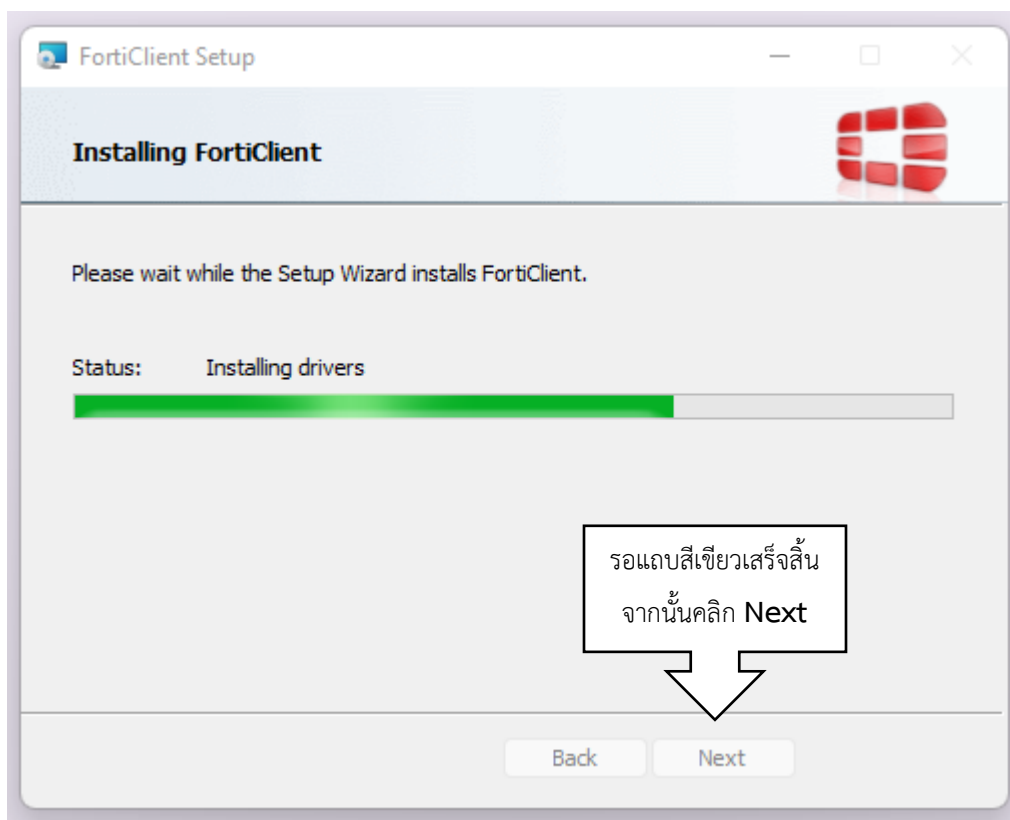 FortiClient Setup
Installing FortiClient
Please wait while the Setup Wizard installs FortiClient.
Status: Installing drivers
รอแถบสีเขียวเสร็จสิ้น
จากนั้นคลิก Next
Back Next